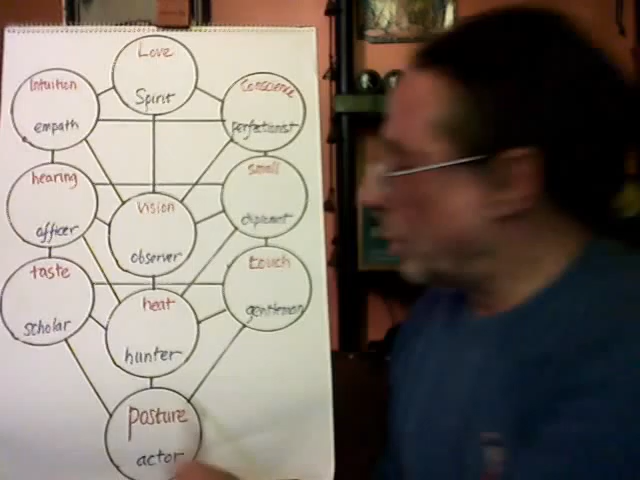 Love
Spirit
Intuition
empath
Conscience
perfectionist
hearing
officer
vision
observer
smell
diplomat
taste
scholar
heat
hunter
touch
gentleman
posture
actor